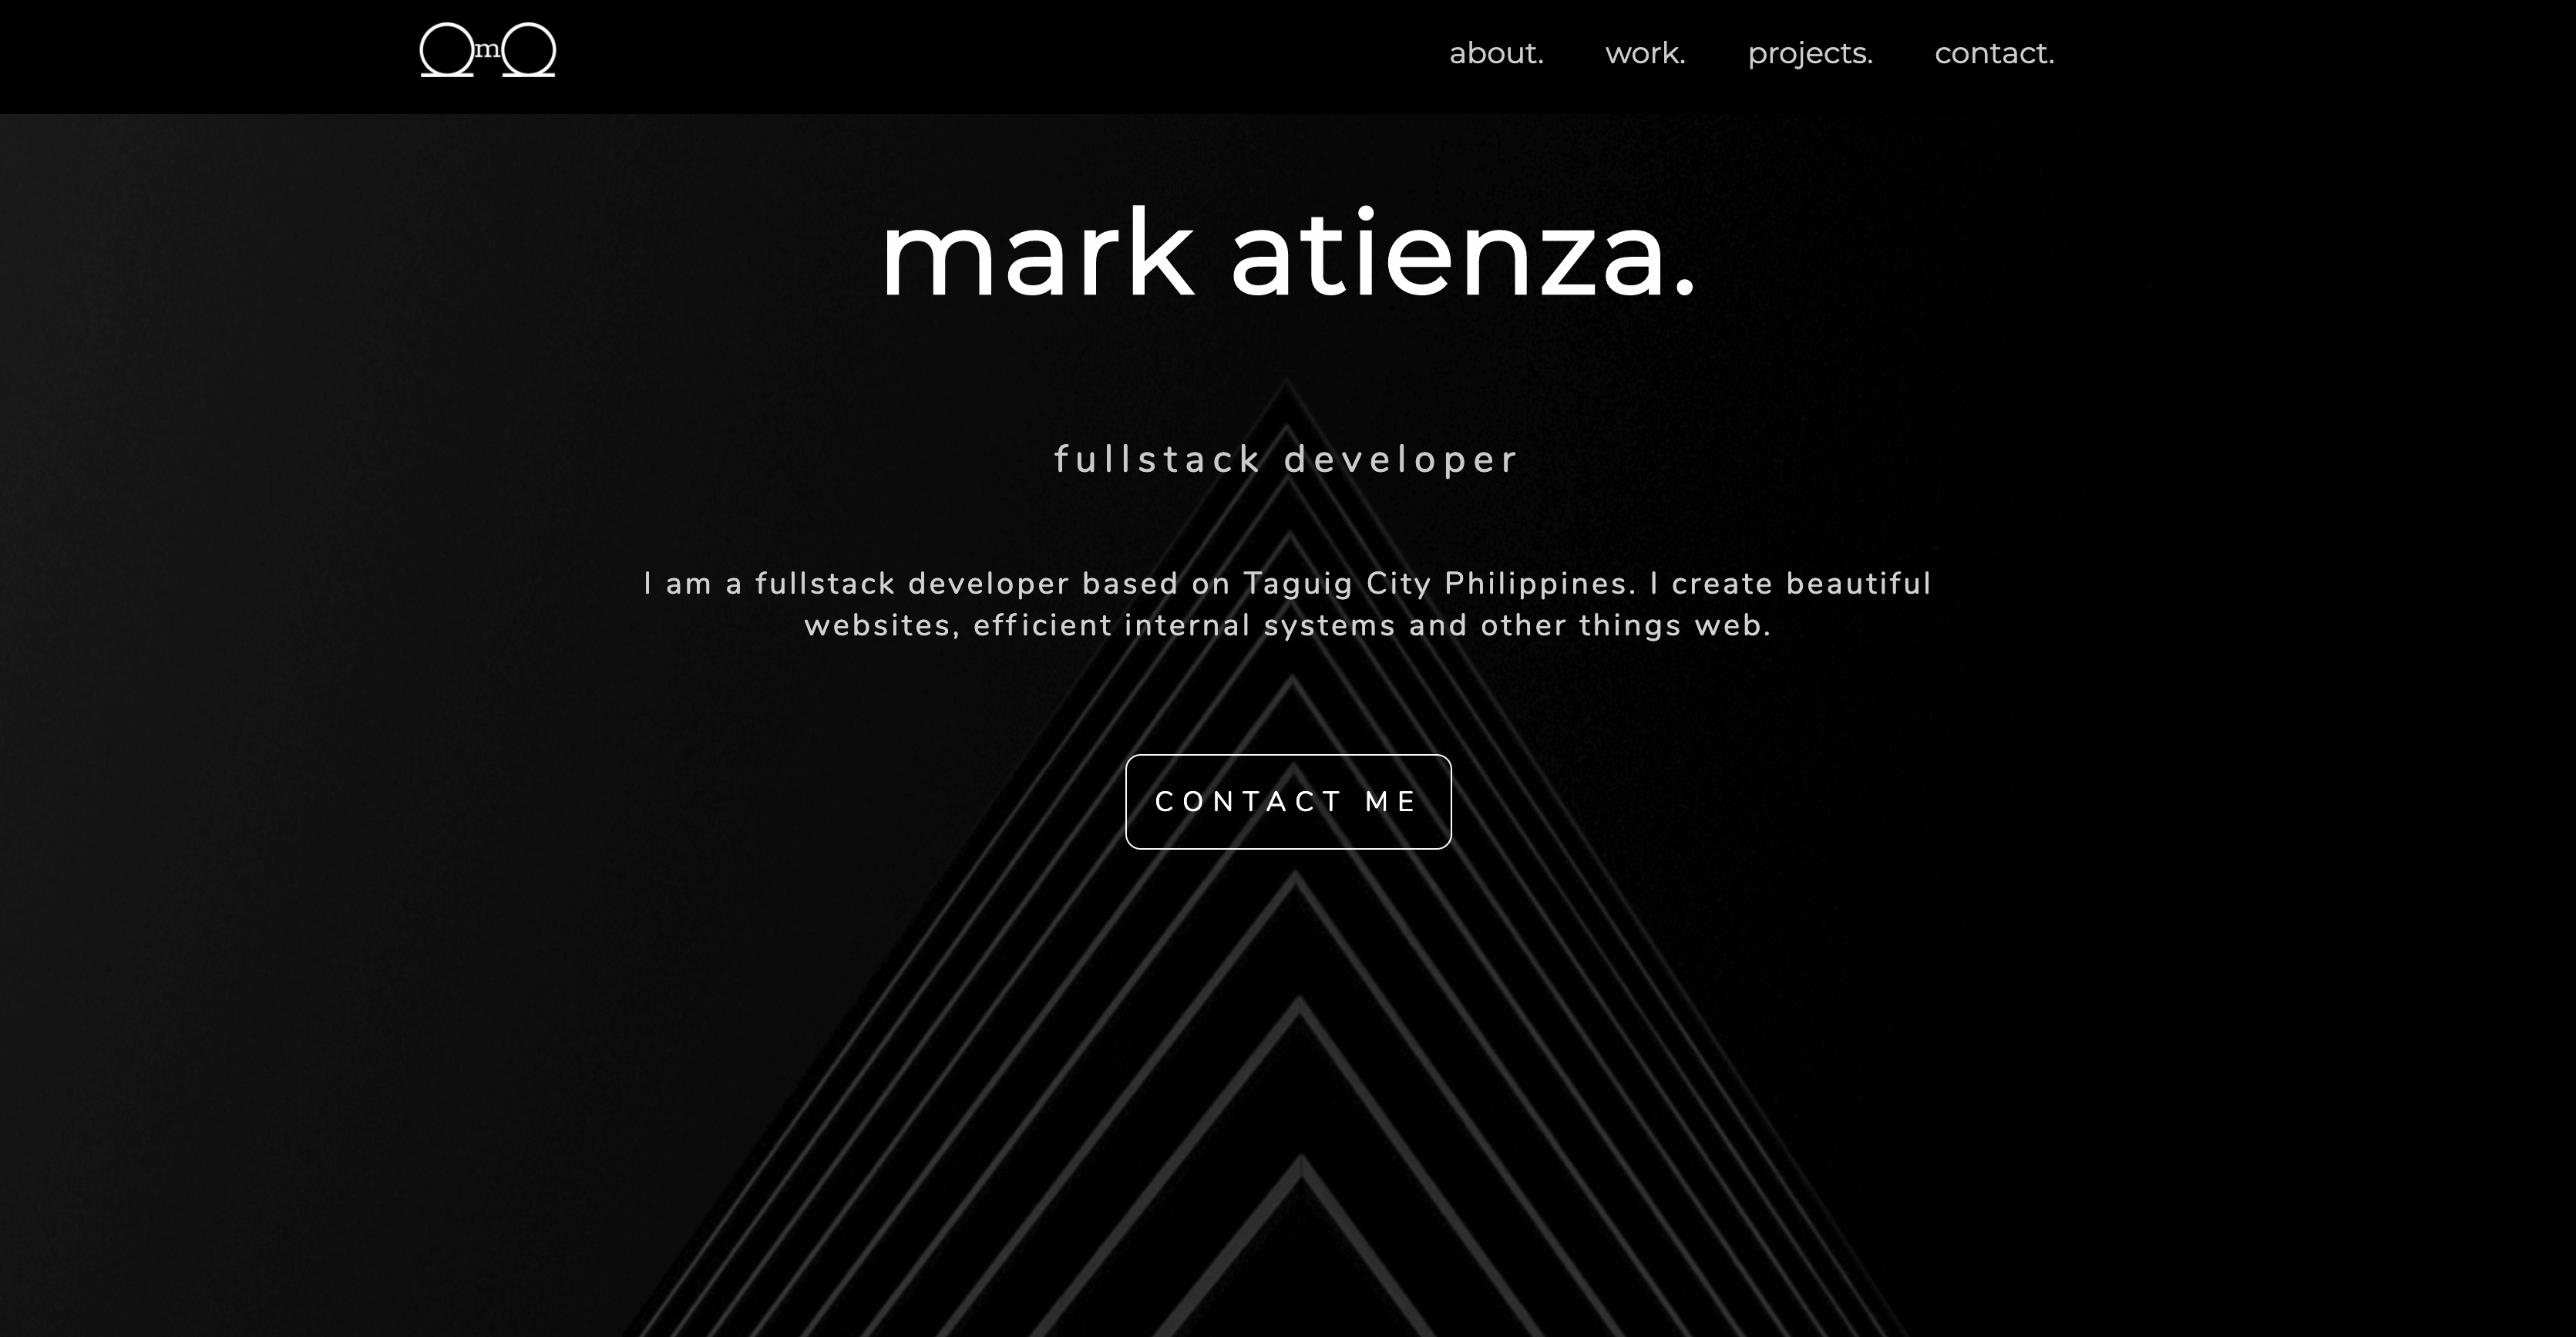 OmO
about. work. projects. contact.
mark atienza.
fullstack developer
I am a fullstack developer based on Taguig City Philippines. I create beautiful
websites, efficient internal systems and other things web.
CONTACT ME